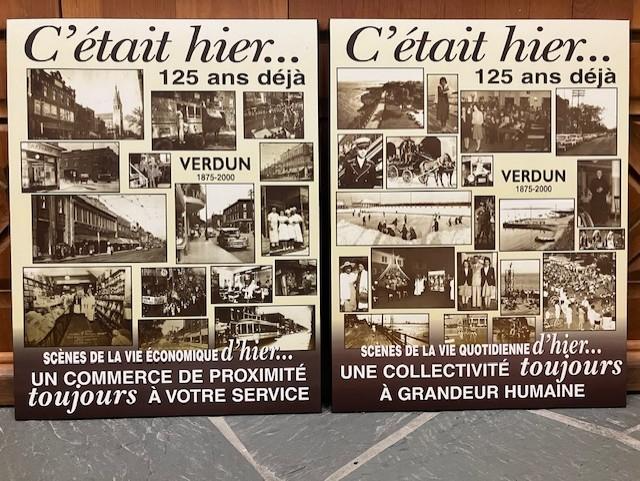 C'était hier...
125 ans déjà
VERDUN
1875-2000
SCÈNES DE LA VIE ÉCONOMIQUE d'hier...
UN COMMERCE DE PROXIMITÉ
toujours À VOTRE SERVICE
C'était hier...
125 ans déjà
VERDUN
1875-2000
SCÈNES DE LA VIE QUOTIDIENNE d'hier...
UNE COLLECTIVITÉ toujours
À GRANDEUR HUMAINE